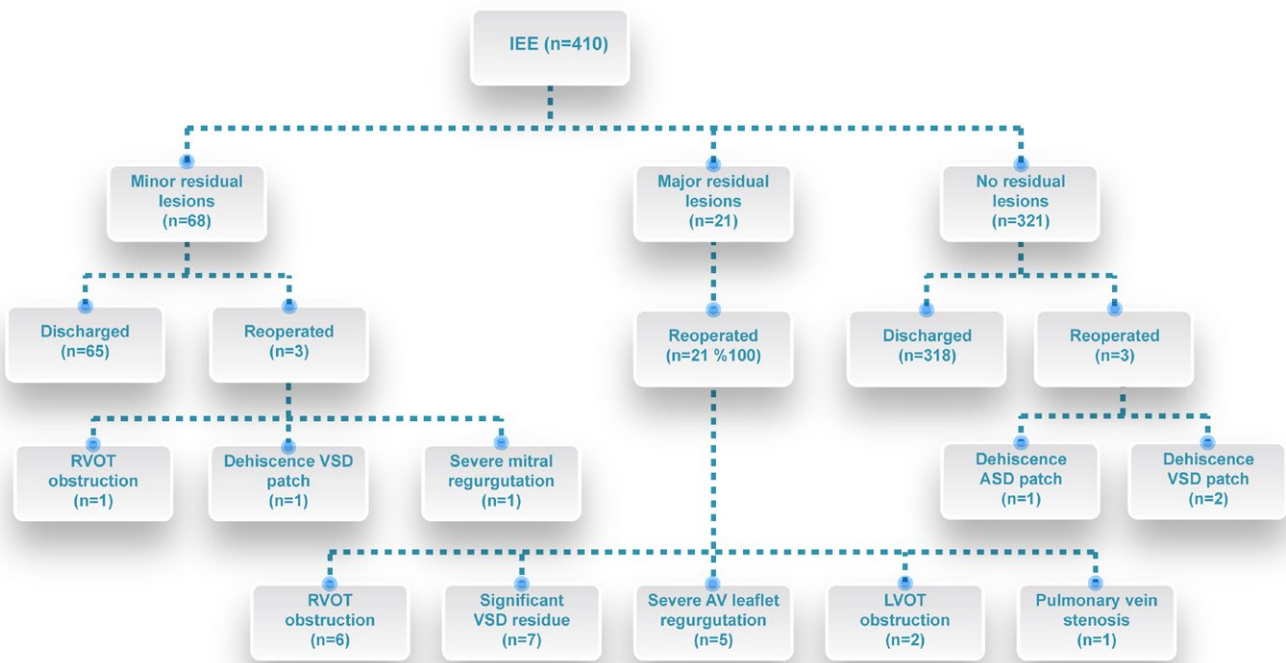 IEE (n=410)
Minor residual
lesions
(n=68)
Major residual
lesions
(n=21)
No residual
lesions
(n=321)
Discharged
(n=65)
Reoperated
(n=3)
Reoperated
(n=21 %100)
Discharged
(n=318)
Reoperated
(n=3)
RVOT
obstruction
(n=1)
Dehiscence VSD
patch
(n=1)
Severe mitral
regurgutation
(n=1)
Dehiscence
ASD patch
(n=1)
Dehiscence
VSD patch
(n=2)
RVOT
obstruction
(n=6)
Significant
VSD residue
(n=7)
Severe AV leaflet
regurgutation
(n=5)
LVOT
obstruction
(n=2)
Pulmonary vein
stenosis
(n=1)